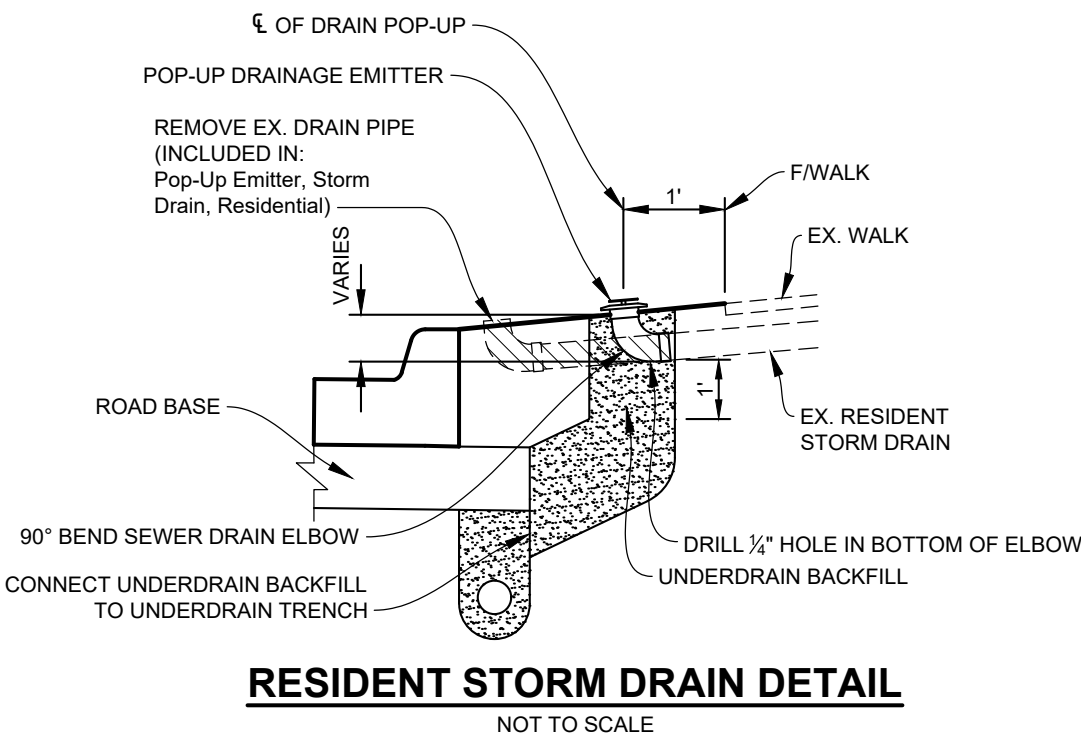 ℄ OF DRAIN POP-UP
POP-UP DRAINAGE EMITTER
REMOVE EX. DRAIN PIPE
(INCLUDED IN:
Pop-Up Emitter, Storm
Drain, Residential)
1'
F/WALK
EX. WALK
VARIES
ROAD BASE
1'
EX. RESIDENT
STORM DRAIN
90° BEND SEWER DRAIN ELBOW
DRILL ¼" HOLE IN BOTTOM OF ELBOW
UNDERDRAIN BACKFILL
CONNECT UNDERDRAIN BACKFILL
TO UNDERDRAIN TRENCH
RESIDENT STORM DRAIN DETAIL
NOT TO SCALE